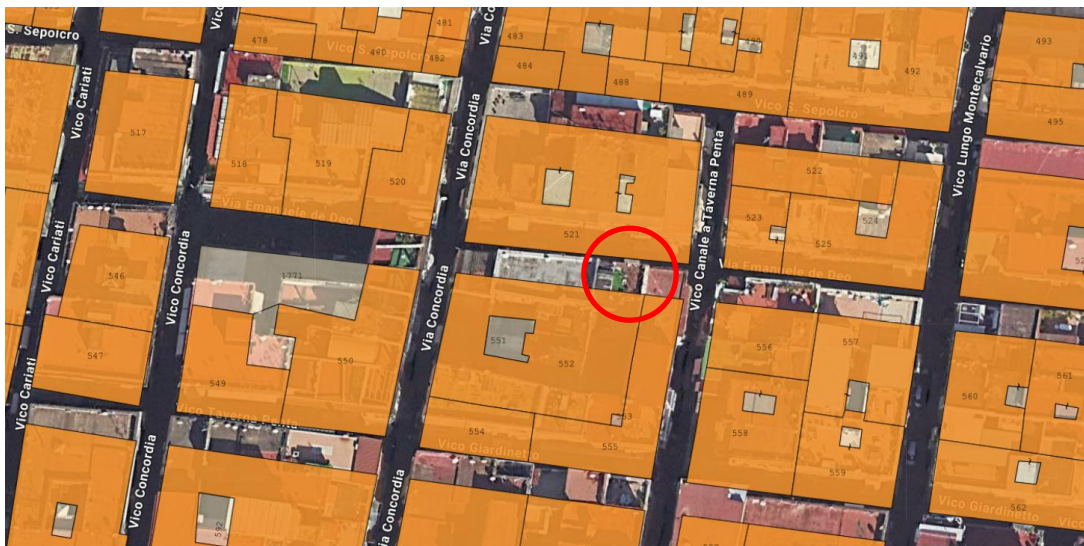 S. Sepolcro
478
480
481
482
Vico S. Sepolcro
483
484
488
489
490
491
492
493
495
Vico S. Sepolcro
Vico Cariati
Via Concordia
Vico Lungo Montecalvario
517
518
519
520
Via Emanuele de Deo
521
522
523
524
525
Via Emanuele de Deo
Vico Canale a Taverna Penta
Vico Cariati
Vico Concordia
Via Concordia
546
1771
547
549
550
Vico Taverna Penta
551
552
553
554
555
Vico Giardinetto
556
557
558
559
560
561
562
Vico Giardinetto
Vico Cariati
Vico Concordia
Via Concordia
592